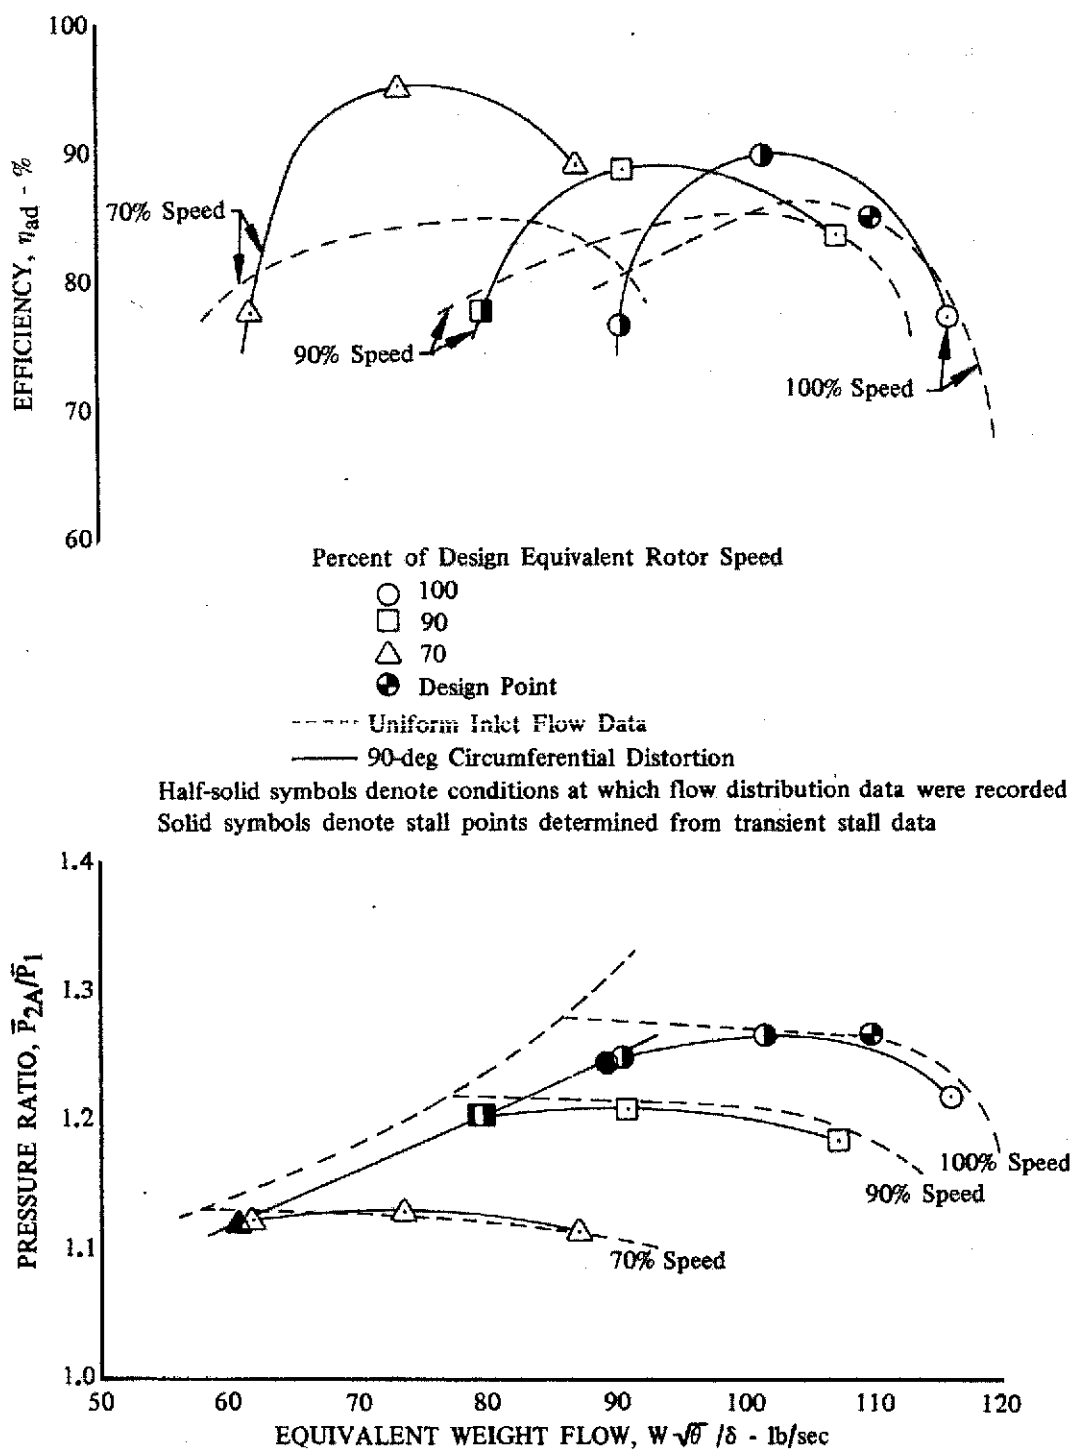 100
90
80
70
60
EFFICIENCY, ηad - %
70% Speed
90% Speed
100% Speed
Percent of Design Equivalent Rotor Speed
100
90
70
Design Point
Uniform Inlet Flow Data
90-deg Circumferential Distortion
Half-solid symbols denote conditions at which flow distribution data were recorded
Solid symbols denote stall points determined from transient stall data
1.4
1.3
1.2
1.1
1.0
PRESSURE RATIO, P̄2A/P̄1
100% Speed
90% Speed
70% Speed
50 60 70 80 90 100 110 120
EQUIVALENT WEIGHT FLOW, W√θ /δ - lb/sec